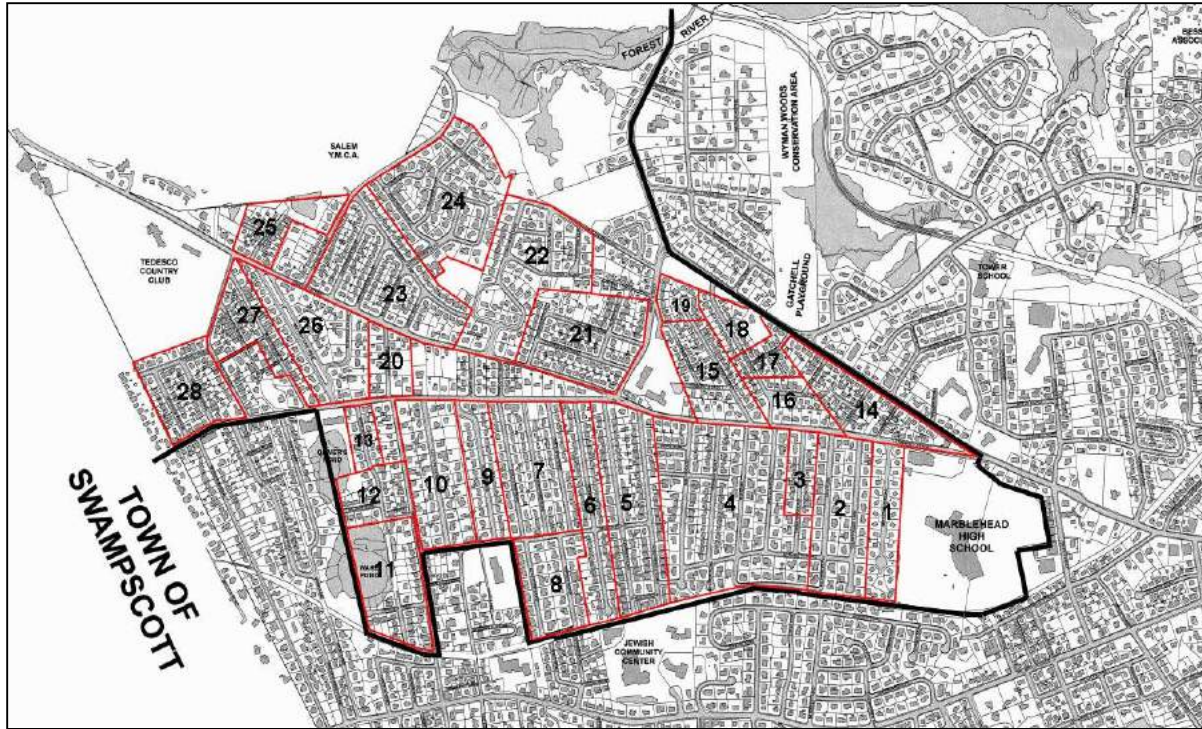 FOREST RIVER
BESS
ASSOC
WYMAN WOODS
CONSERVATION AREA
SALEM
Y.M.C.A.
24
25
22
TEDESCO
COUNTRY
CLUB
TOWER
SCHOOL
GATCHELL
PLAYGROUND
19
18
27
26
23
21
17
20
15
28
16
14
13
12
10
9
7
6
5
4
3
2
1
TOWN OF
SWAMPSCOTT
MARBLEHEAD
HIGH
SCHOOL
11
8
JEWISH
COMMUNITY
CENTER